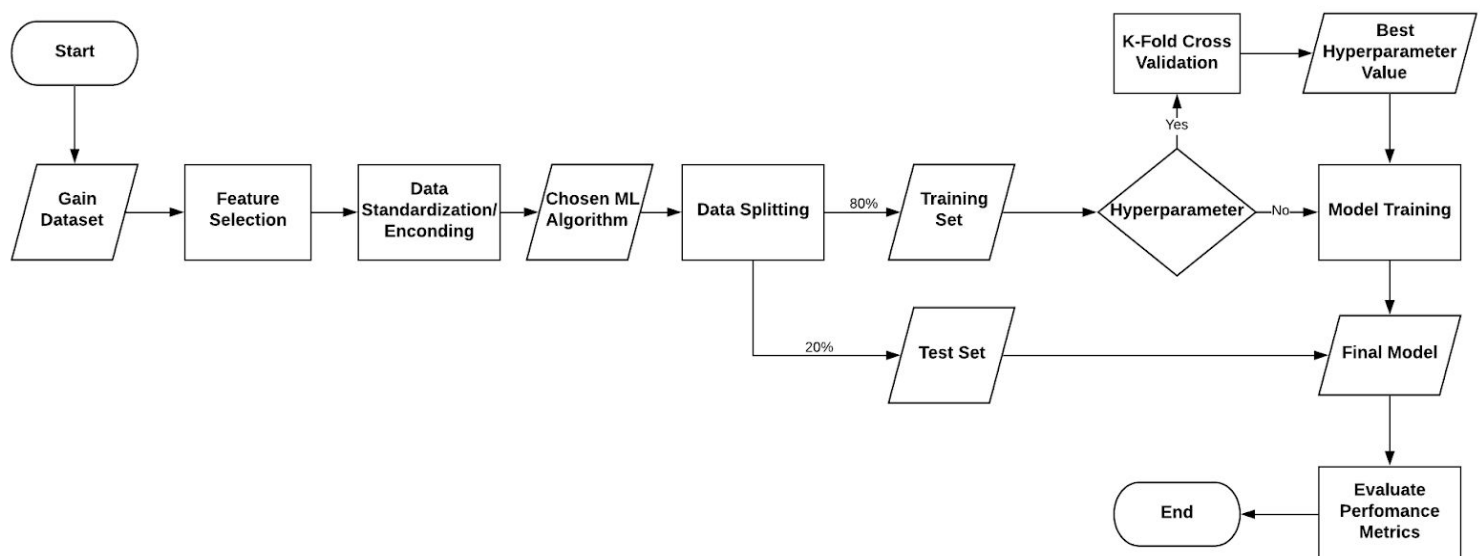 Start
Gain
Dataset
Feature
Selection
Data
Standardization/
Enconding
Chosen ML
Algorithm
Data Splitting
80%
Training
Set
20%
Test Set
Hyperparameter
Yes
K-Fold Cross
Validation
Best
Hyperparameter
Value
No
Model Training
Final Model
Evaluate
Perfomance
Metrics
End